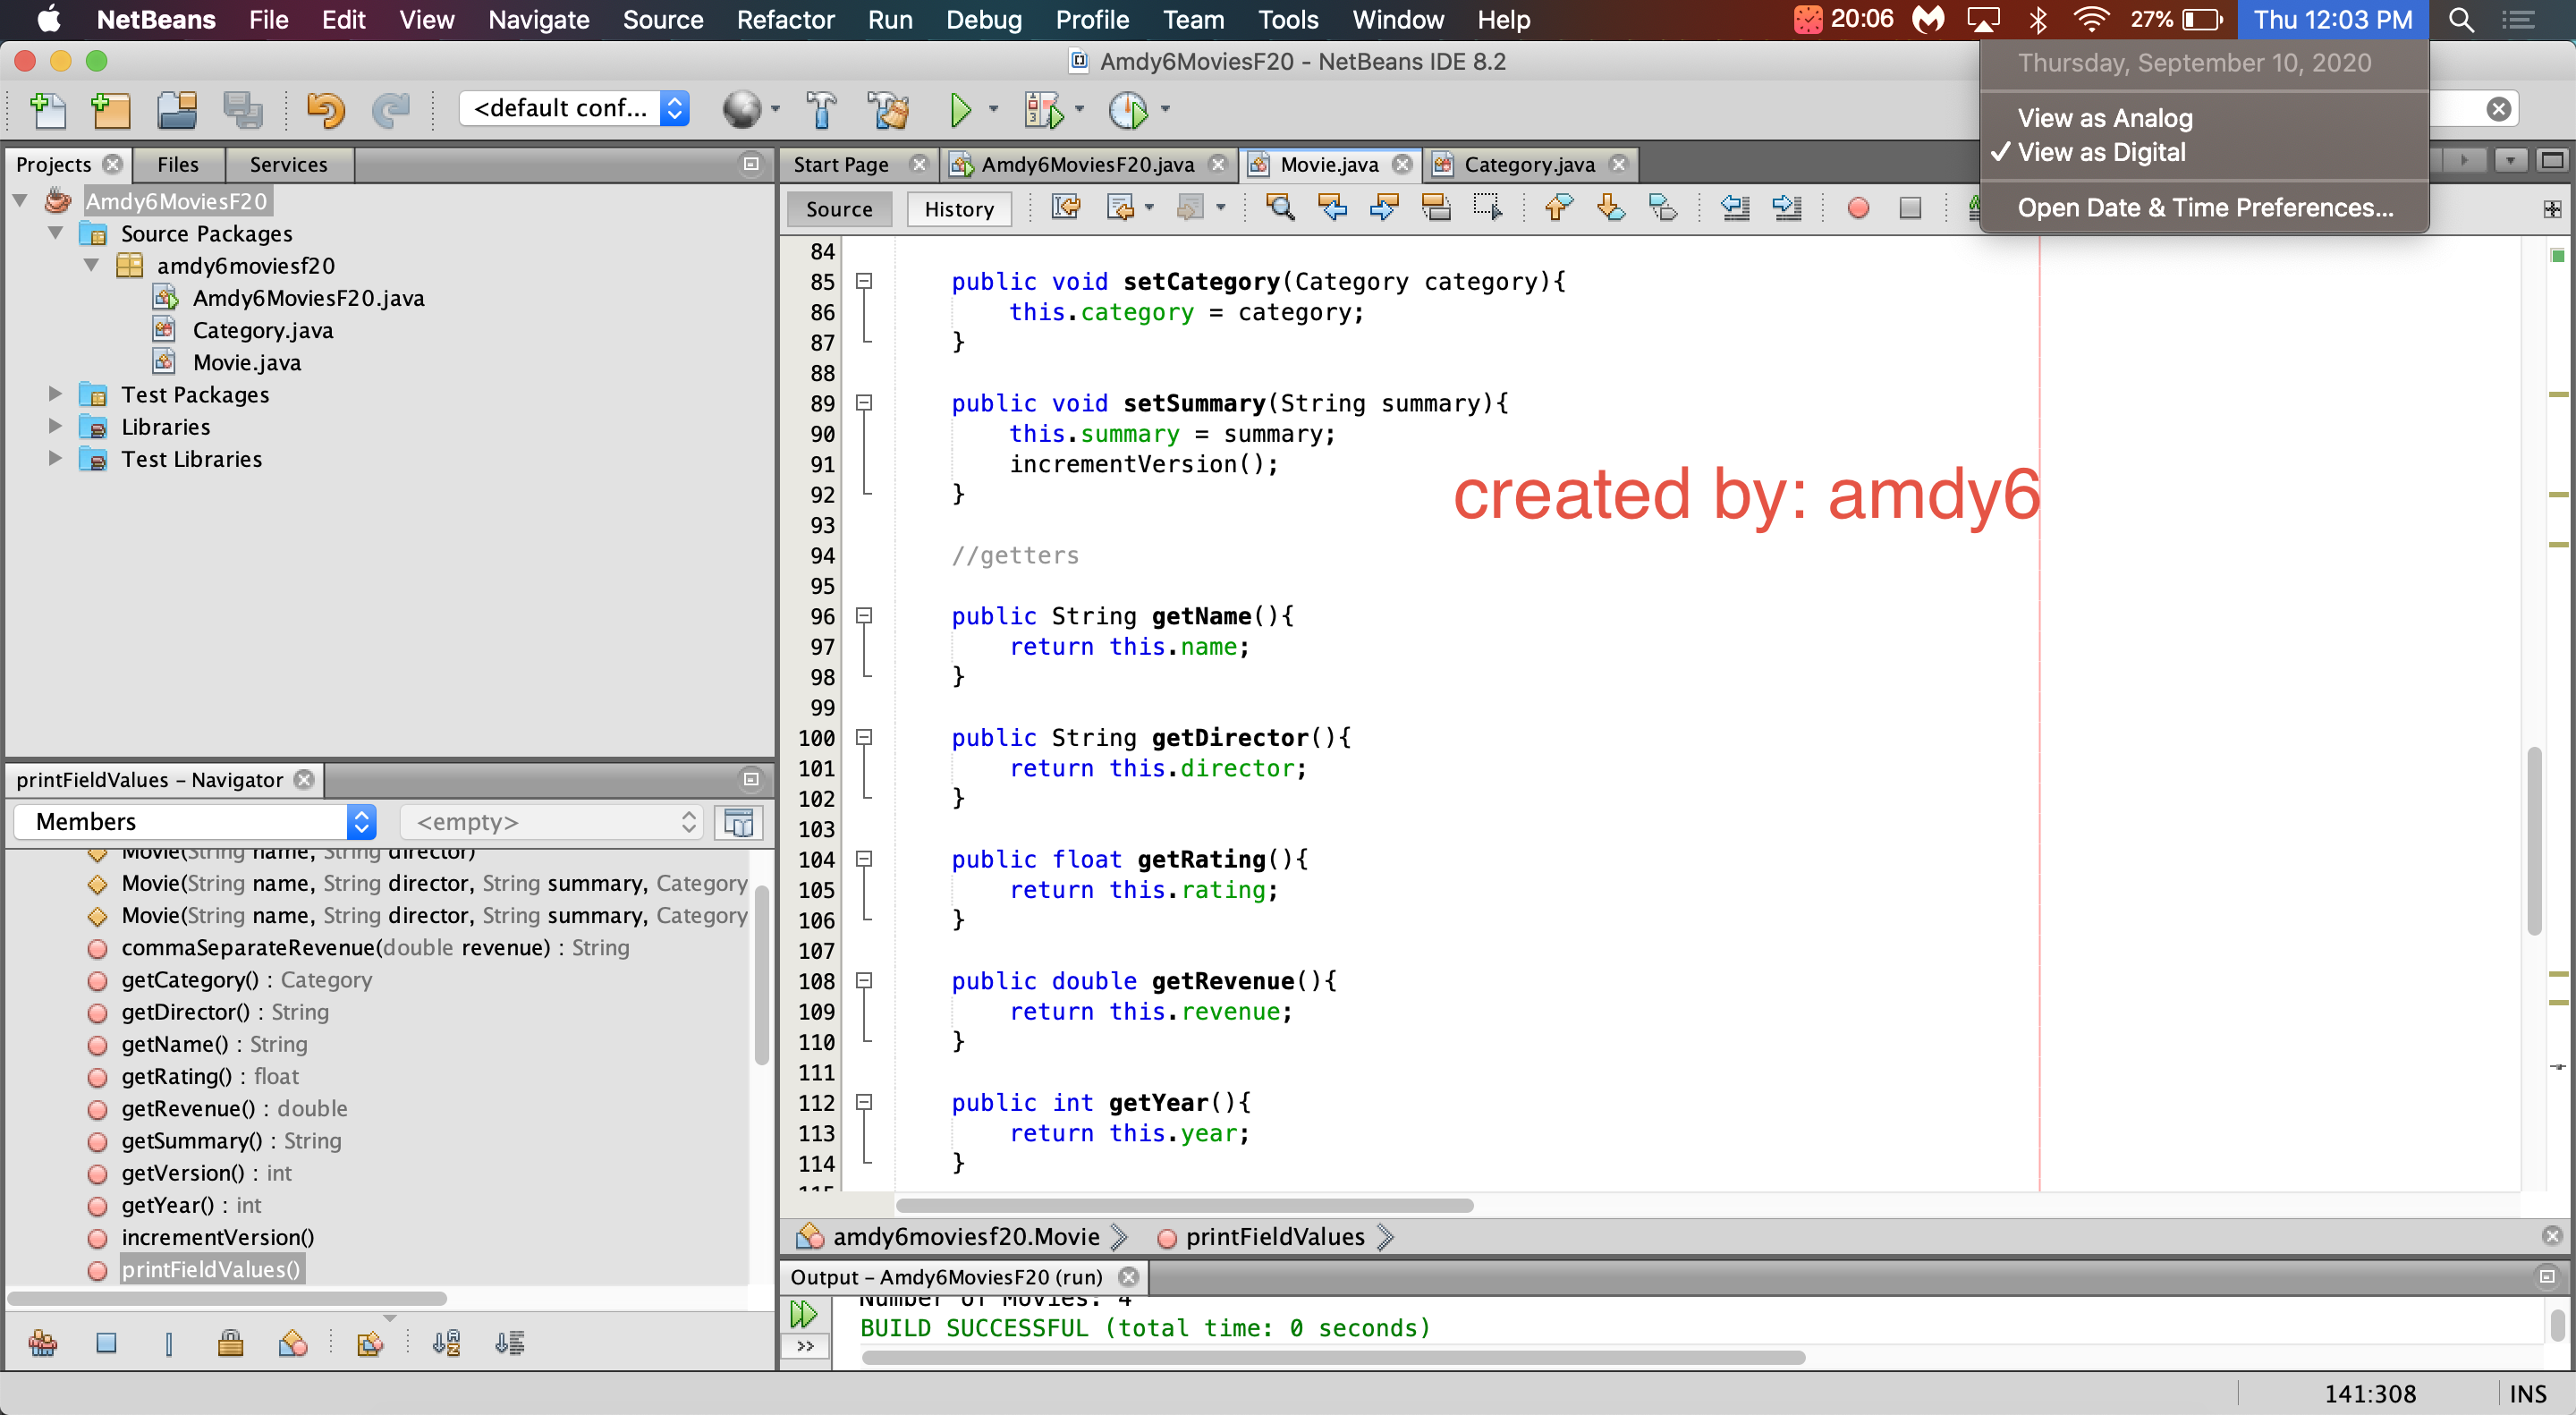 NetBeans File Edit View Navigate Source Refactor Run Debug Profile Team Tools Window Help 20:06 27% Thu 12:03 PM
Amdy6MoviesF20 - NetBeans IDE 8.2
Thursday, September 10, 2020
View as Analog
✓ View as Digital
Open Date & Time Preferences...
<default conf...
Projects Files Services
Amdy6MoviesF20
Source Packages
amdy6moviesf20
Amdy6MoviesF20.java
Category.java
Movie.java
Test Packages
Libraries
Test Libraries
printFieldValues - Navigator
Members <empty>
Movie(String name, String director)
Movie(String name, String director, String summary, Category
Movie(String name, String director, String summary, Category
commaSeparateRevenue(double revenue) : String
getCategory() : Category
getDirector() : String
getName() : String
getRating() : float
getRevenue() : double
getSummary() : String
getVersion() : int
getYear() : int
incrementVersion()
printFieldValues()
Start Page Amdy6MoviesF20.java Movie.java Category.java
Source History
84
85 public void setCategory(Category category){
86 this.category = category;
87 }
88
89 public void setSummary(String summary){
90 this.summary = summary;
91 incrementVersion();
92 }
created by: amdy6
93
94 //getters
95
96 public String getName(){
97 return this.name;
98 }
99
100 public String getDirector(){
101 return this.director;
102 }
103
104 public float getRating(){
105 return this.rating;
106 }
107
108 public double getRevenue(){
109 return this.revenue;
110 }
111
112 public int getYear(){
113 return this.year;
114 }
115
amdy6moviesf20.Movie printFieldValues
Output - Amdy6MoviesF20 (run)
Number of Movies: 4
BUILD SUCCESSFUL (total time: 0 seconds)
>>
141:308 INS